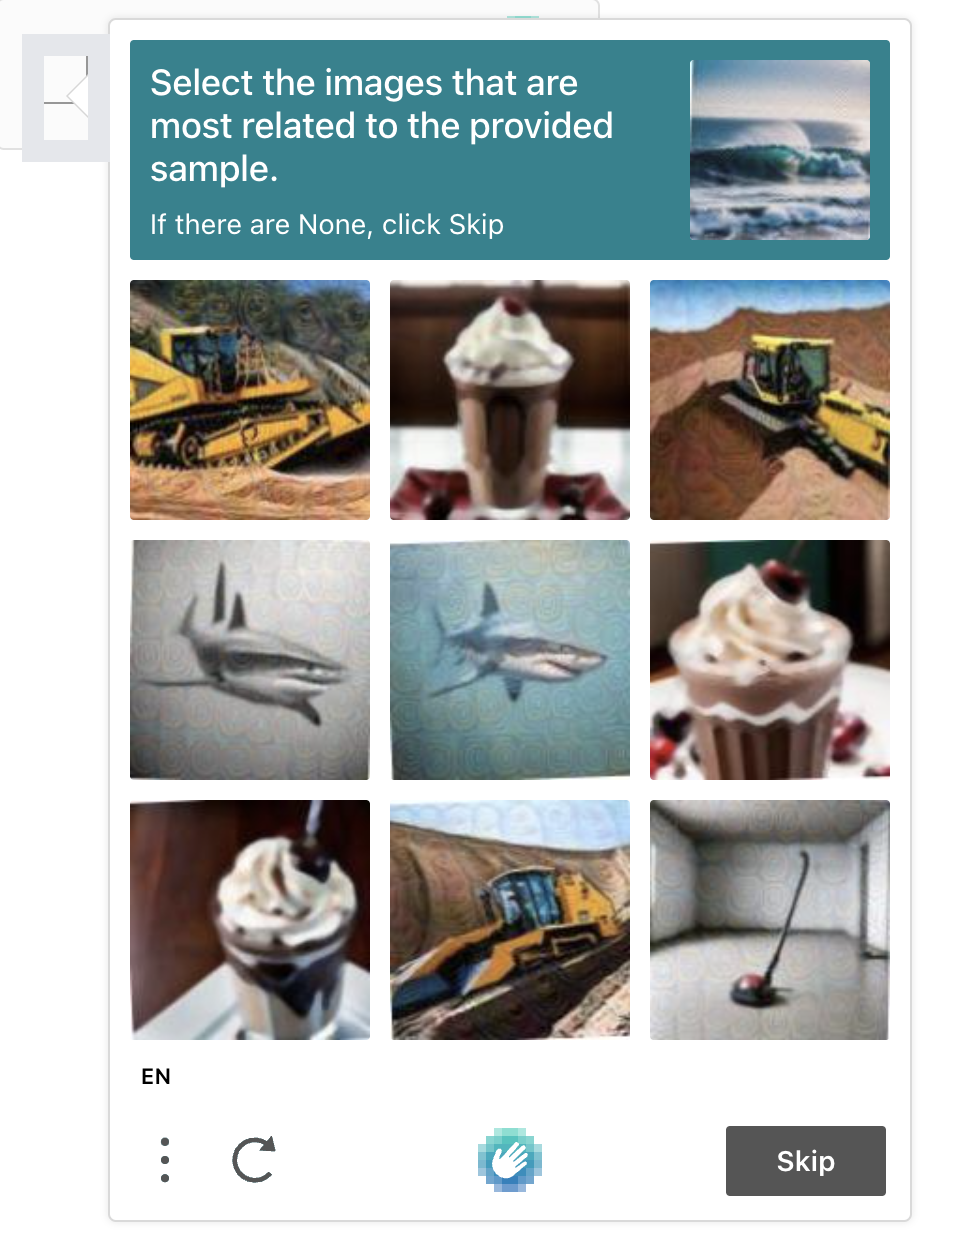 Select the images that are
most related to the provided
sample.
If there are None, click Skip
EN
Skip